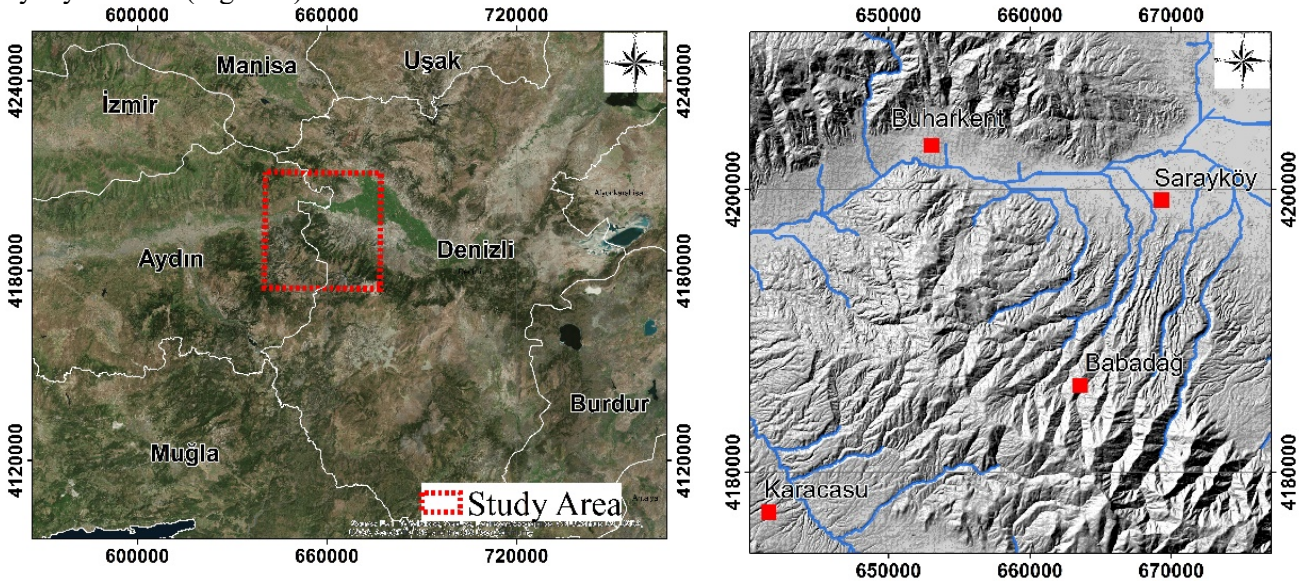 600000 660000 720000
650000 660000 670000
Manisa
Uşak
İzmir
4240000
4240000
Buharkent
Sarayköy
4200000
4200000
Aydın
Denizli
4180000
4180000
Babadağ
Burdur
Muğla
4120000
4120000
Karacasu
4180000
4180000
Study Area
600000 660000 720000
650000 660000 670000